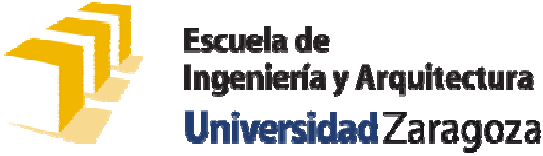 Escuela de
Ingeniería y Arquitectura
Universidad Zaragoza